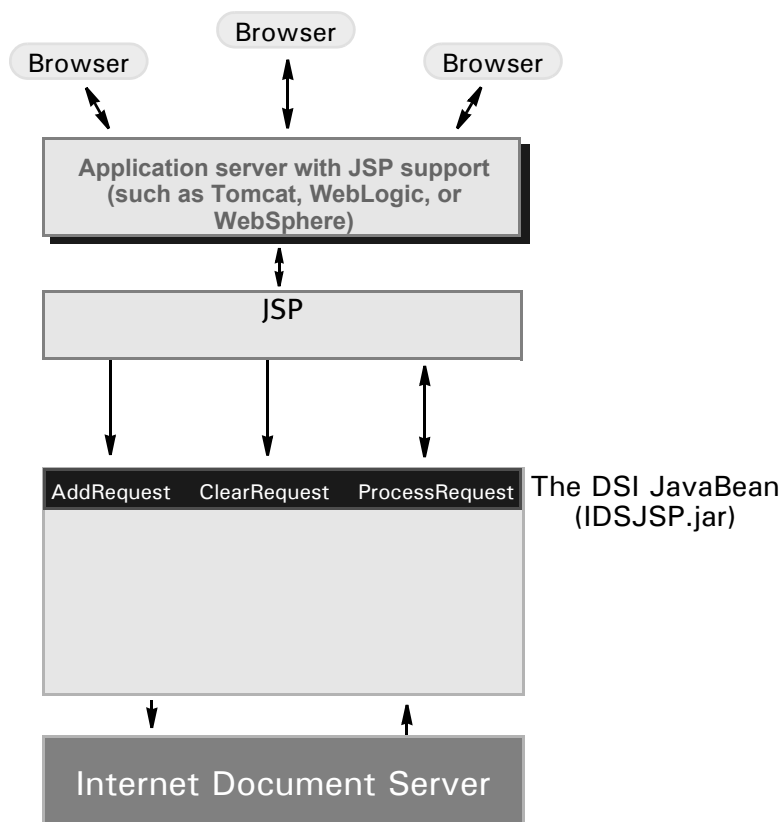 Browser
Browser
Browser
Application server with JSP support
(such as Tomcat, WebLogic, or
WebSphere)
JSP
AddRequest ClearRequest ProcessRequest
The DSI JavaBean
(IDSJSP.jar)
Internet Document Server